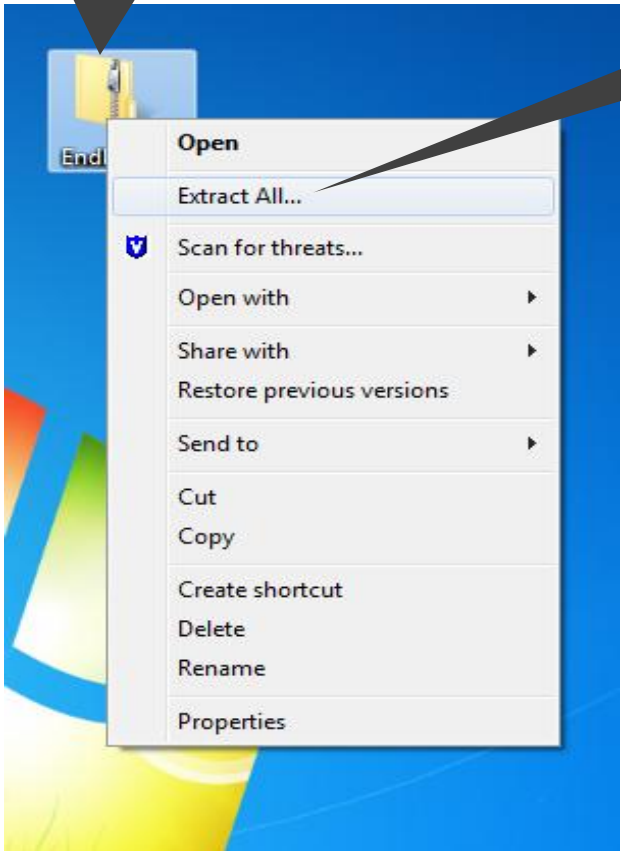 Endl
Open
Extract All...
Scan for threats...
Open with
Share with
Restore previous versions
Send to
Cut
Copy
Create shortcut
Delete
Rename
Properties